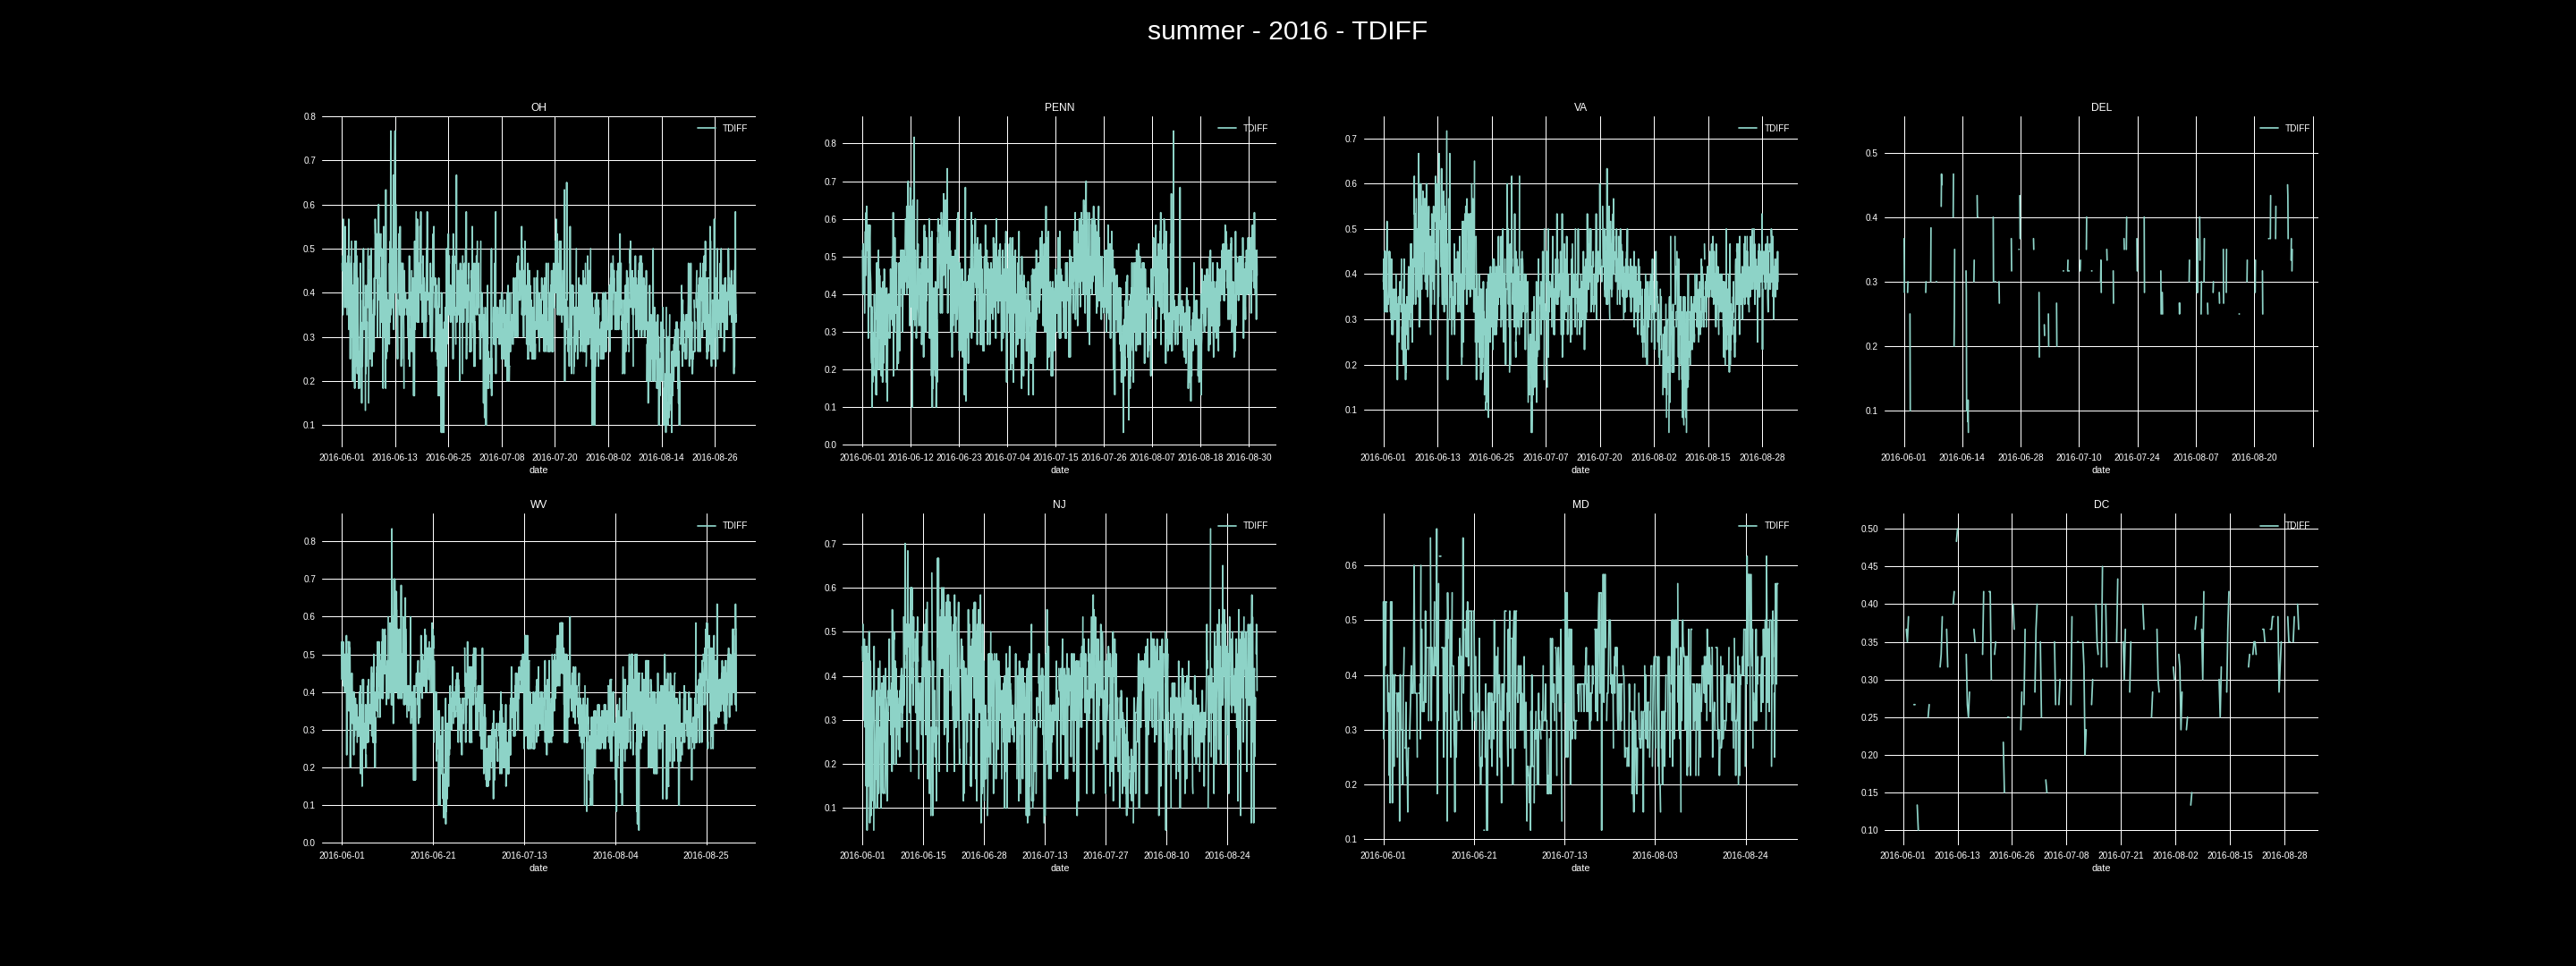 summer - 2016 - TDIFF
OH
TDIFF
0.8
0.7
0.6
0.5
0.4
0.3
0.2
0.1
2016-06-01 2016-06-13 2016-06-25 2016-07-08 2016-07-20 2016-08-02 2016-08-14 2016-08-26
date
PENN
TDIFF
0.8
0.7
0.6
0.5
0.4
0.3
0.2
0.1
0.0
2016-06-01 2016-06-12 2016-06-23 2016-07-04 2016-07-15 2016-07-26 2016-08-07 2016-08-18 2016-08-30
date
VA
TDIFF
0.7
0.6
0.5
0.4
0.3
0.2
0.1
2016-06-01 2016-06-13 2016-06-25 2016-07-07 2016-07-20 2016-08-02 2016-08-15 2016-08-28
date
DEL
TDIFF
0.5
0.4
0.3
0.2
0.1
2016-06-01 2016-06-14 2016-06-28 2016-07-10 2016-07-24 2016-08-07 2016-08-20
date
WV
TDIFF
0.8
0.7
0.6
0.5
0.4
0.3
0.2
0.1
0.0
2016-06-01 2016-06-21 2016-07-13 2016-08-04 2016-08-25
date
NJ
TDIFF
0.7
0.6
0.5
0.4
0.3
0.2
0.1
2016-06-01 2016-06-15 2016-06-28 2016-07-13 2016-07-27 2016-08-10 2016-08-24
date
MD
TDIFF
0.6
0.5
0.4
0.3
0.2
0.1
2016-06-01 2016-06-21 2016-07-13 2016-08-03 2016-08-24
date
DC
TDIFF
0.50
0.45
0.40
0.35
0.30
0.25
0.20
0.15
0.10
2016-06-01 2016-06-13 2016-06-26 2016-07-08 2016-07-21 2016-08-02 2016-08-15 2016-08-28
date